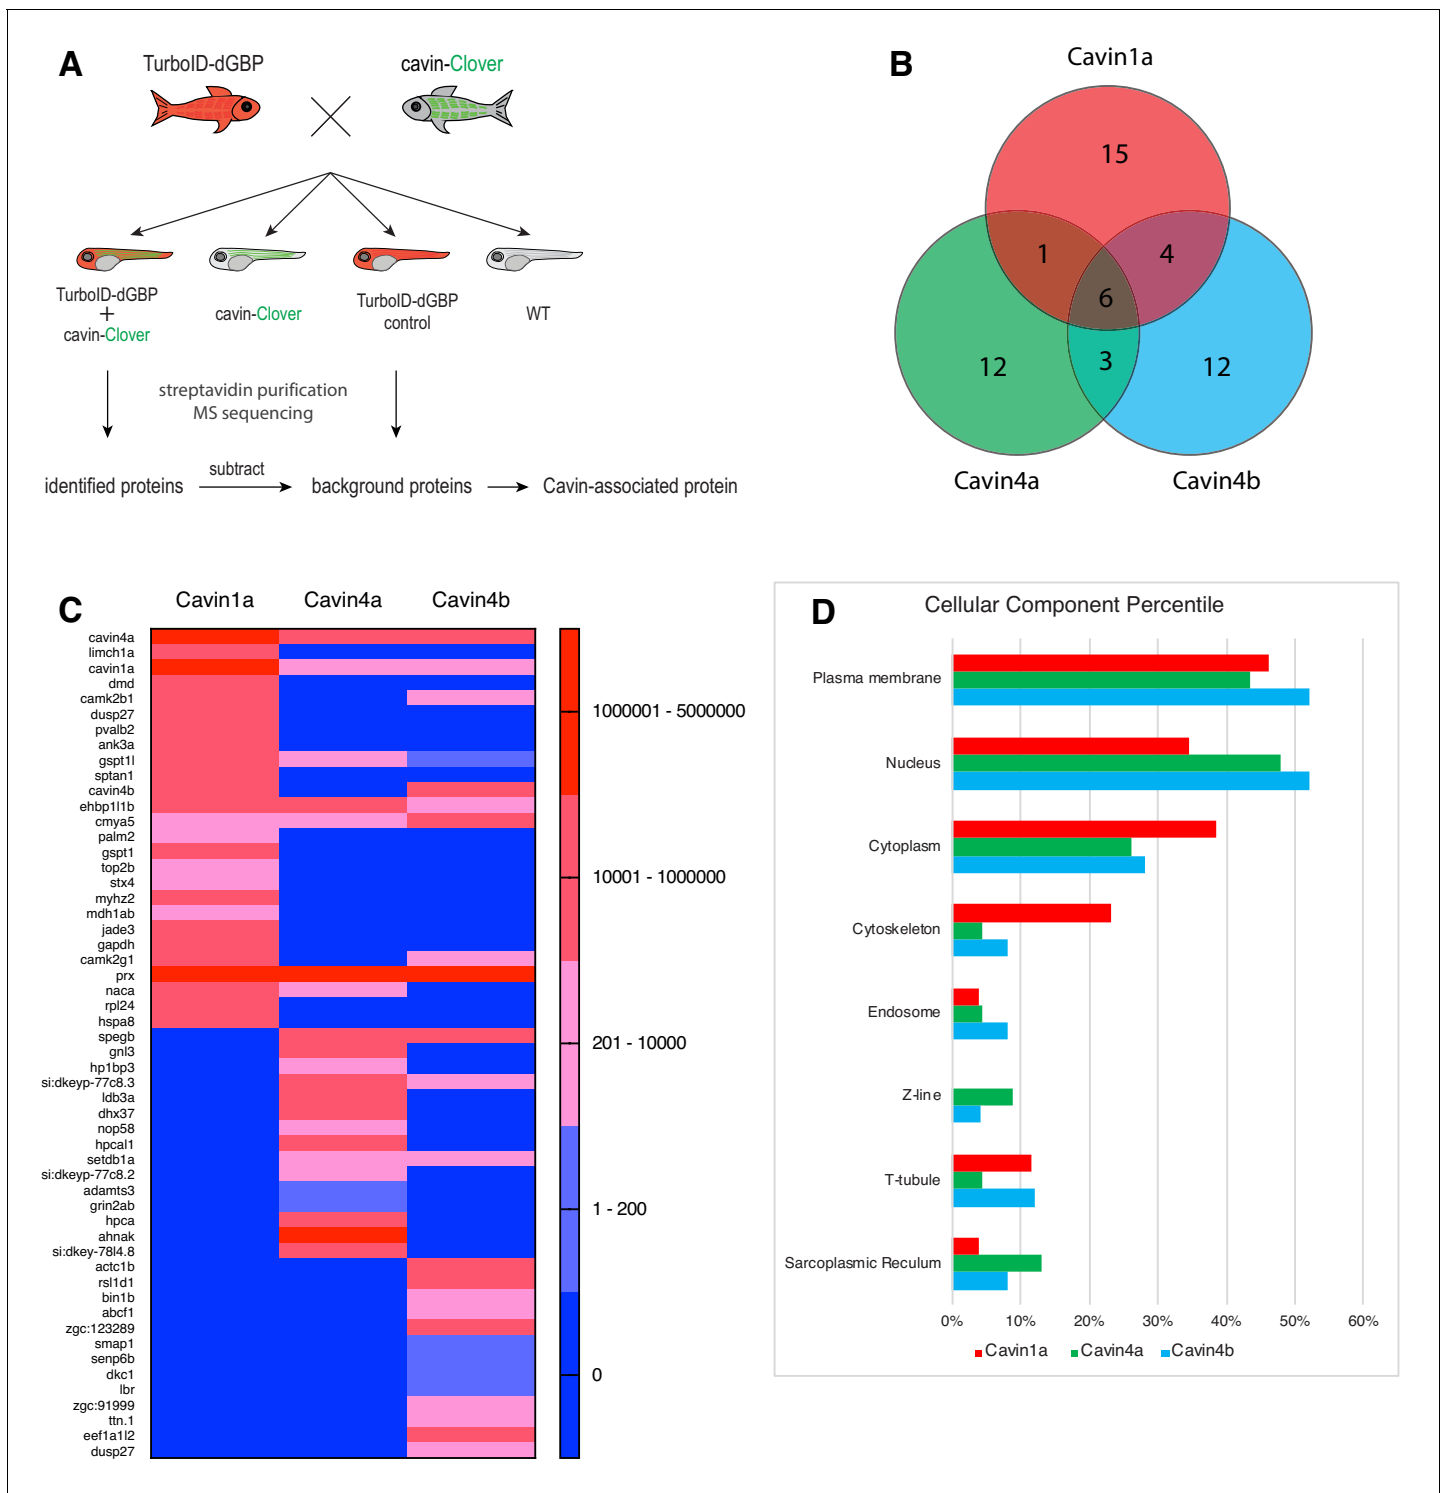 A
TurboID-dGBP
cavin-Clover
TurboID-dGBP
+
cavin-Clover
cavin-Clover
TurboID-dGBP
control
WT
streptavidin purification
MS sequencing
identified proteins
subtract
background proteins
Cavin-associated protein
B
Cavin1a
15
1
4
6
12
3
12
Cavin4a
Cavin4b
C
Cavin1a
Cavin4a
Cavin4b
cavin4a
limch1a
cavin1a
dmd
camk2b1
dusp27
pvalb2
ank3a
gspt1l
sptan1
cavin4b
ehbp1l1b
cmya5
palm2
gspt1
top2b
stx4
myhz2
mdh1ab
jade3
gapdh
camk2g1
prx
naca
rpl24
hspa8
spegb
gnl3
hp1bp3
si:dkeyp-77c8.3
ldb3a
dhx37
nop58
hpcal1
setdb1a
si:dkeyp-77c8.2
adamts3
grin2ab
hpca
ahnak
si:dkey-78l4.8
actc1b
rsl1d1
bin1b
abcf1
zgc:123289
smap1
senp6b
dkc1
lbr
zgc:91999
ttn.1
eef1a1l2
dusp27
1000001 - 5000000
10001 - 1000000
201 - 10000
1 - 200
0
D
Cellular Component Percentile
Plasma membrane
Nucleus
Cytoplasm
Cytoskeleton
Endosome
Z-line
T-tubule
Sarcoplasmic Reculum
0%
10%
20%
30%
40%
50%
60%
Cavin1a
Cavin4a
Cavin4b